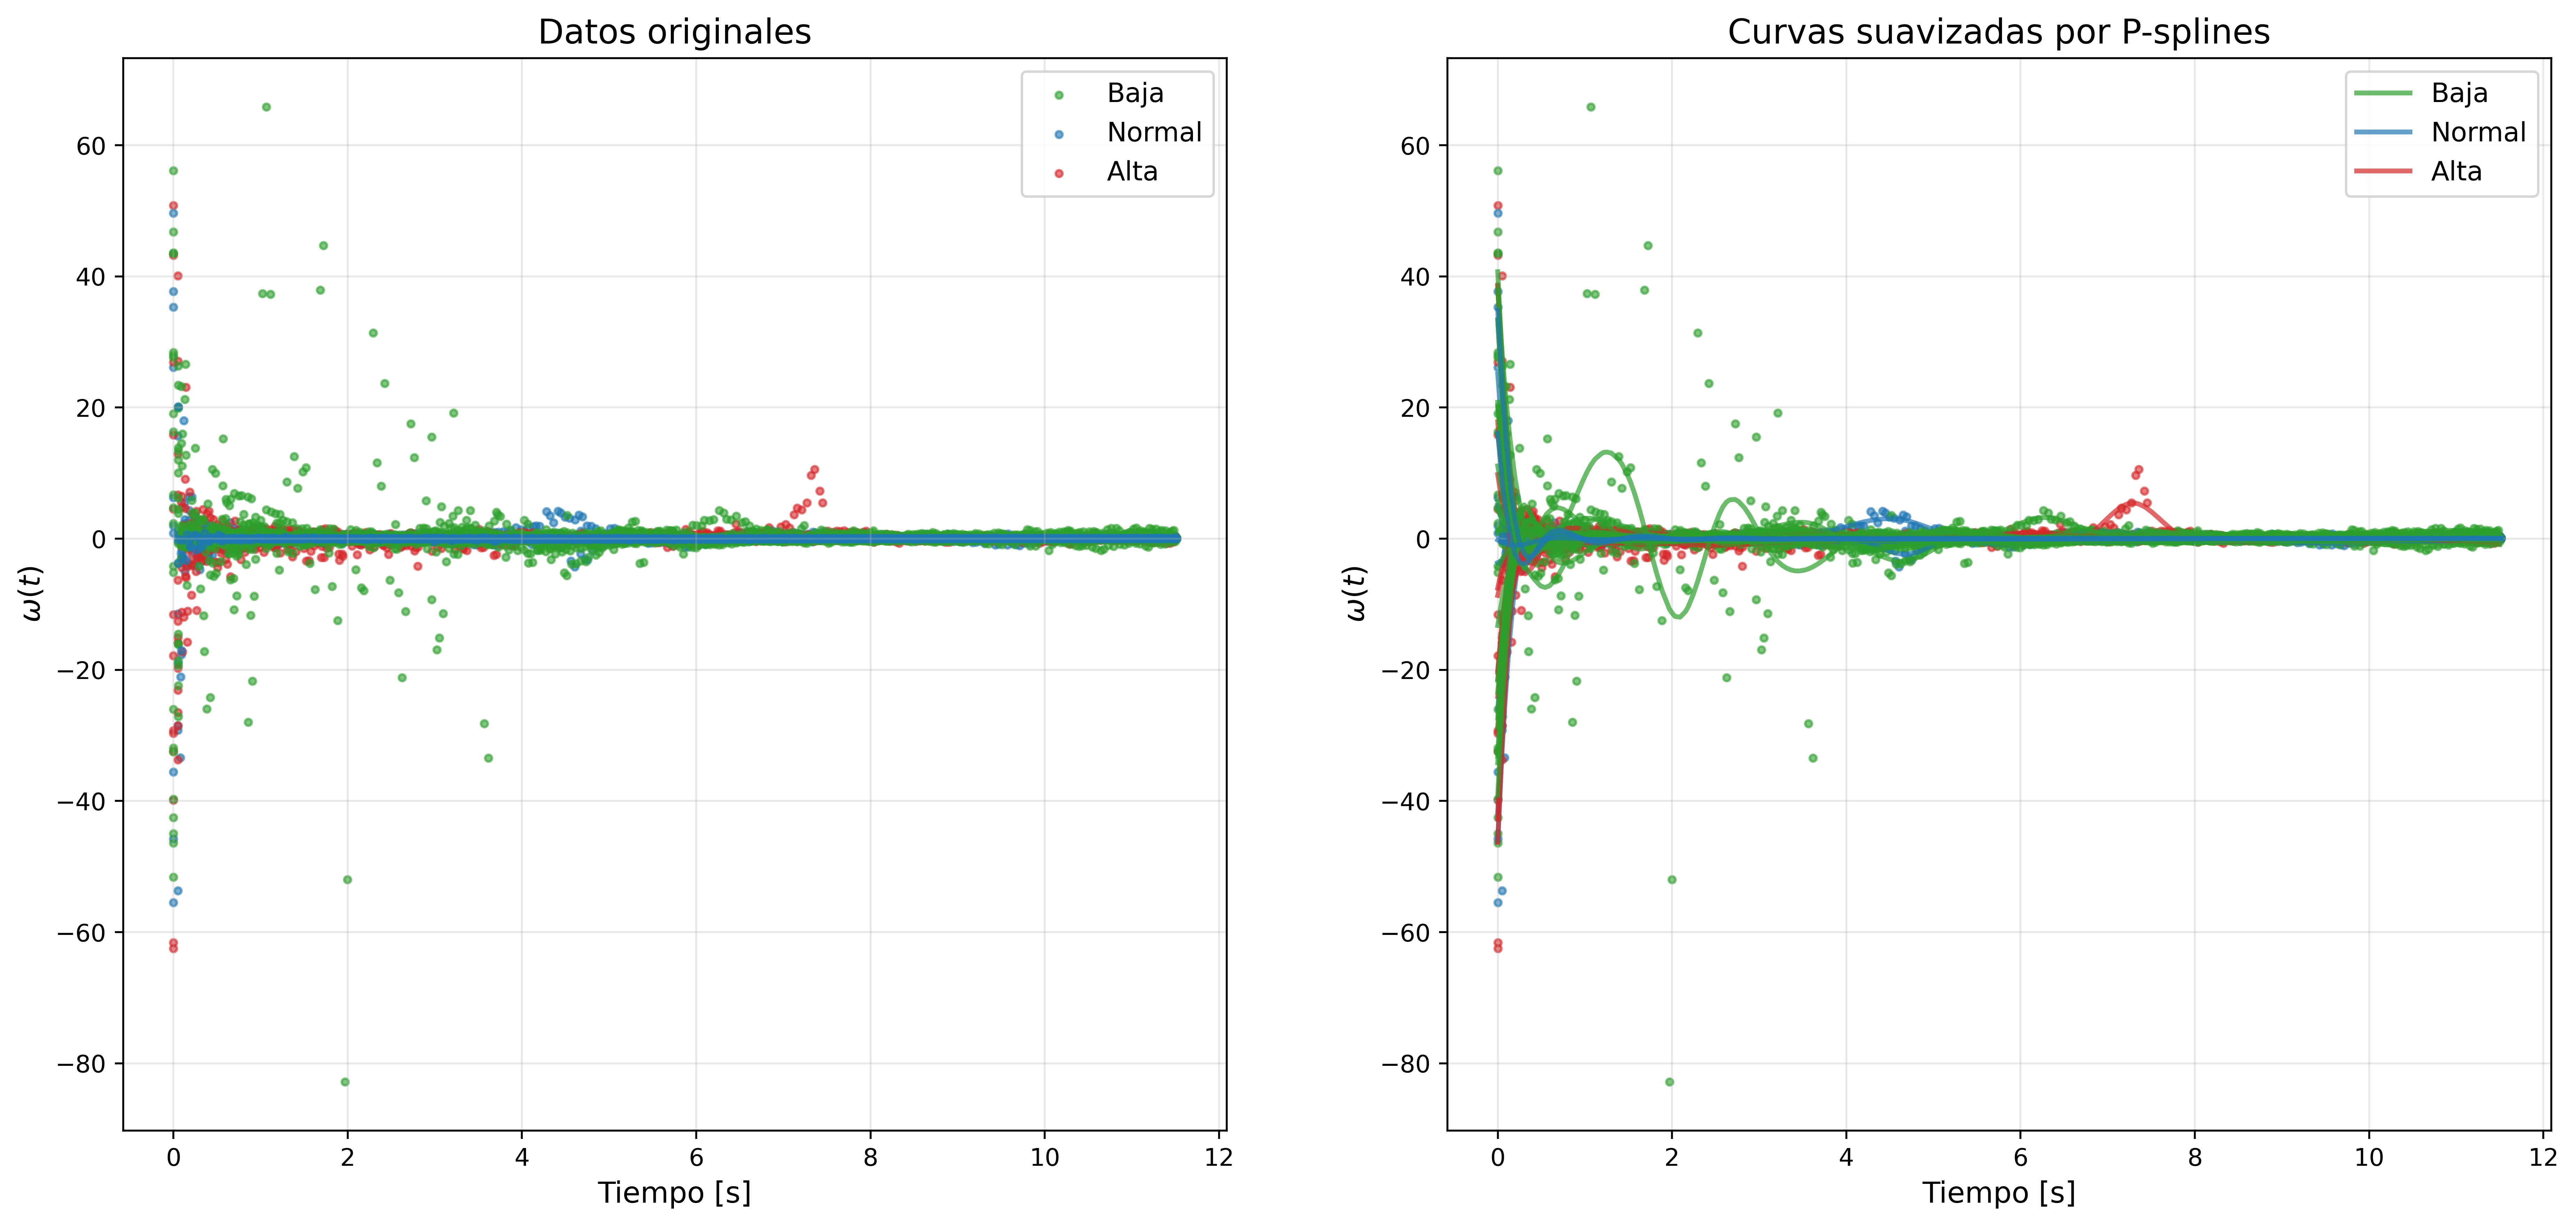 Datos originales
Baja
Normal
Alta
60
40
20
0
−20
−40
−60
−80
ω(t)
0 2 4 6 8 10 12
Tiempo [s]
Curvas suavizadas por P-splines
Baja
Normal
Alta
60
40
20
0
−20
−40
−60
−80
ω(t)
0 2 4 6 8 10 12
Tiempo [s]